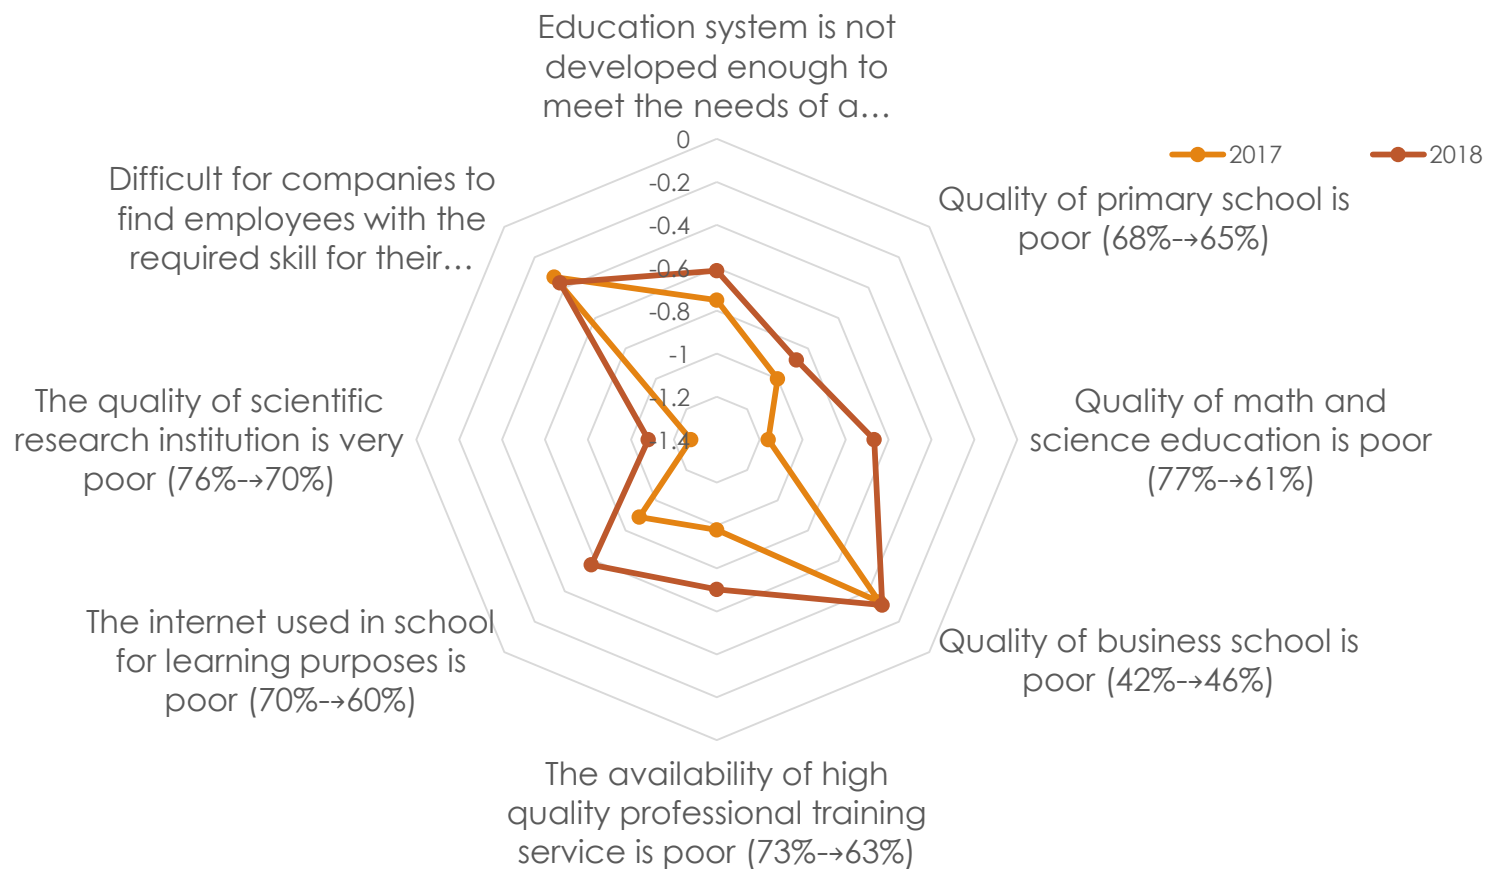 Education system is not
developed enough to
meet the needs of a…
2017
2018
Quality of primary school is
poor (68%-→65%)
Quality of math and
science education is poor
(77%-→61%)
Quality of business school is
poor (42%-→46%)
The availability of high
quality professional training
service is poor (73%-→63%)
The internet used in school
for learning purposes is
poor (70%-→60%)
The quality of scientific
research institution is very
poor (76%-→70%)
Difficult for companies to
find employees with the
required skill for their…
0
-0.2
-0.4
-0.6
-0.8
-1
-1.2
-1.4